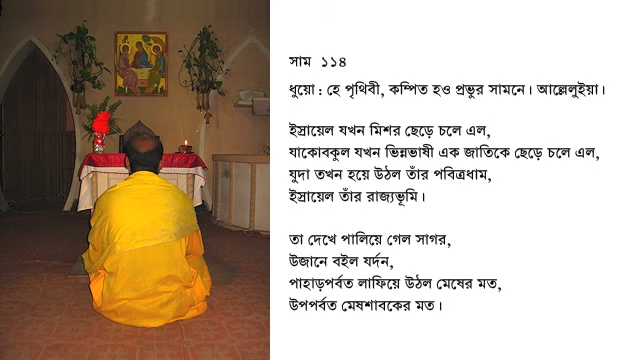 সাম ১১৪
ধুয়ো : হে পৃথিবী, কম্পিত হও প্রভুর সামনে। আল্লেলুইয়া।
ইস্রায়েল যখন মিশর ছেড়ে চলে এল,
যাকোবকুল যখন ভিন্নভাষী এক জাতিকে ছেড়ে চলে এল,
যুদা তখন হয়ে উঠল তাঁর পবিত্রধাম,
ইস্রায়েল তাঁর রাজ্যভূমি।
তা দেখে পালিয়ে গেল সাগর,
উজানে বইল যর্দন,
পাহাড়পর্বত লাফিয়ে উঠল মেষের মত,
উপপর্বত মেষশাবকের মত।